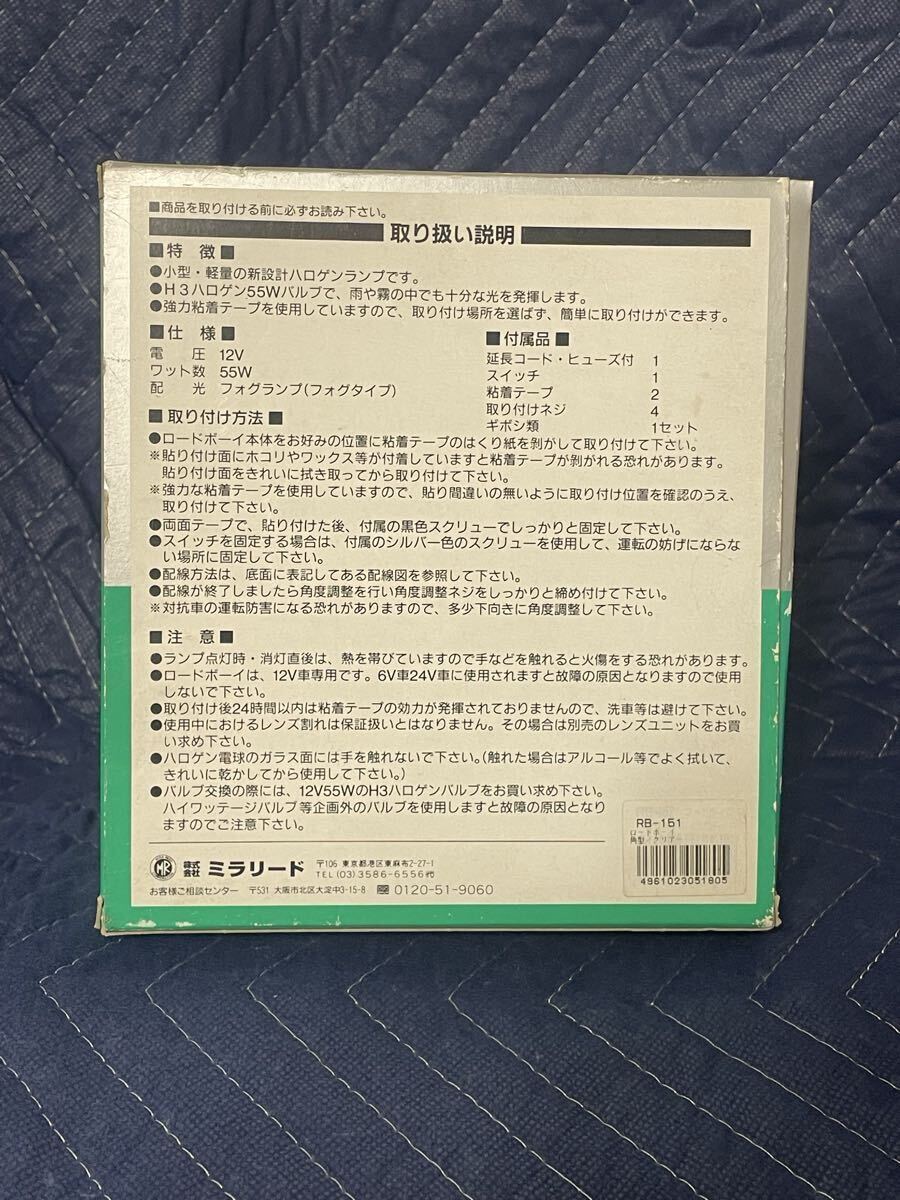 ■商品を取り付ける前に必ずお読み下さい。
取り扱い説明
■特 徴■
●小型・軽量の新設計ハロゲンランプです。
●H3ハロゲン55Wバルブで、雨や霧の中でも十分な光を発揮します。
●強力粘着テープを使用していますので、取り付け場所を選ばず、簡単に取り付けができます。
■仕 様■
電 圧 12V
ワット数 55W
配 光 フォグランプ(フォグタイプ)
■付属品■
延長コード・ヒューズ付 1
スイッチ 1
粘着テープ 2
取り付けネジ 4
ギボシ類 1セット
■取り付け方法■
●ロードボーイ本体をお好みの位置に粘着テープのはくり紙を剝がして取り付けて下さい。
※貼り付け面にホコリやワックス等が付着していますと粘着テープが剝がれる恐れがあります。
貼り付け面をきれいに拭き取ってから取り付けて下さい。
※強力な粘着テープを使用していますので、貼り間違いの無いように取り付け位置を確認のうえ、
取り付けて下さい。
●両面テープで、貼り付けた後、付属の黒色スクリューでしっかりと固定して下さい。
●スイッチを固定する場合は、付属のシルバー色のスクリューを使用して、運転の妨げにならな
い場所に固定して下さい。
●配線方法は、底面に表記してある配線図を参照して下さい。
●配線が終了しましたら角度調整を行い角度調整ネジをしっかりと締め付けて下さい。
※対抗車の運転防害になる恐れがありますので、多少下向きに角度調整して下さい。
■注 意■
●ランプ点灯時・消灯直後は、熱を帯びていますので手などを触れると火傷をする恐れがあります。
●ロードボーイは、12V車専用です。6V車24V車に使用されますと故障の原因となりますので使用
しないで下さい。
●取り付け後24時間以内は粘着テープの効力が発揮されておりませんので、洗車等は避けて下さい。
●使用中におけるレンズ割れは保証扱いとはなりません。その場合は別売のレンズユニットをお買
い求め下さい。
●ハロゲン電球のガラス面には手を触れないで下さい。(触れた場合はアルコール等でよく拭いて、
きれいに乾かしてから使用して下さい。)
●バルブ交換の際には、12V55WのH3ハロゲンバルブをお買い求め下さい。
ハイワッテージバルブ等企画外のバルブを使用しますと故障の原因となり
ますのでご注意下さい。
RB-151
ロードボーイ
角型／クリアー
4961023051805
MR 株式会社 ミラリード 〒106 東京都港区東麻布2-27-1
TEL (03)3586-6556㈹
お客様ご相談センター 〒531 大阪市北区大淀中3-15-8 0120-51-9060